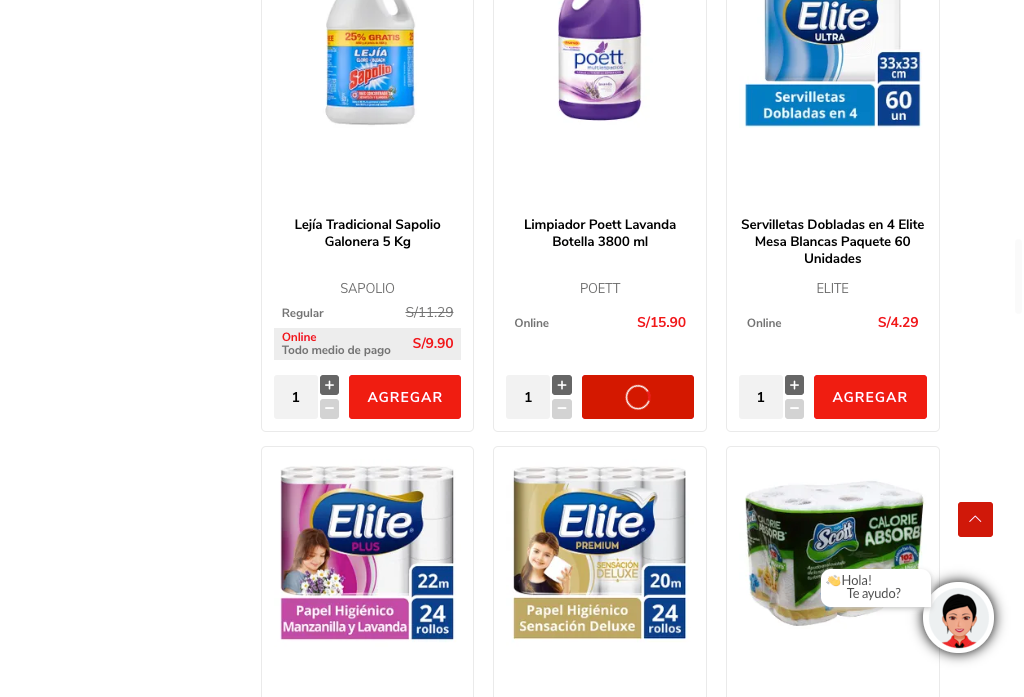 25% GRATIS
LEJÍA
CLORO - BLEACH
Sapolio
poett
Elite
ULTRA
33x33
cm
Servilletas
Dobladas en 4
60
un
Lejía Tradicional Sapolio
Galonera 5 Kg
Limpiador Poett Lavanda
Botella 3800 ml
Servilletas Dobladas en 4 Elite
Mesa Blancas Paquete 60
Unidades
SAPOLIO
POETT
ELITE
Regular S/11.29
Online
Todo medio de pago
S/9.90
Online S/15.90
Online S/4.29
1 + − AGREGAR
1 + −
1 + − AGREGAR
Elite
PLUS
22m
Papel Higiénico
Manzanilla y Lavanda
24
rollos
Elite
PREMIUM
SENSACIÓN
DELUXE
20m
Papel Higiénico
Sensación Deluxe
24
rollos
CALORIE
ABSORB
Scott
CALORIE
ABSORB
Hola!
Te ayudo?